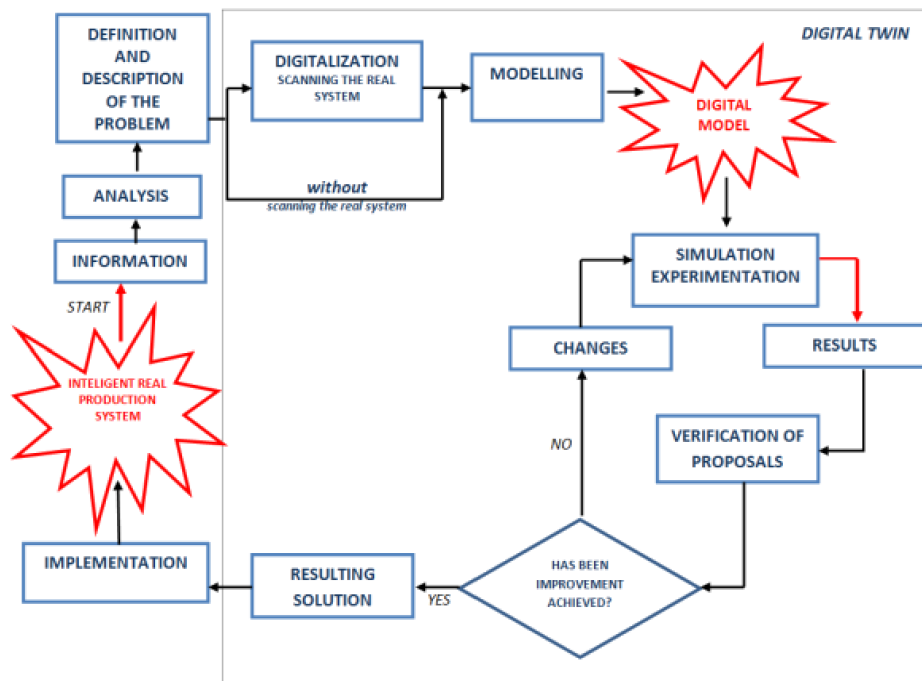 DEFINITION
AND
DESCRIPTION
OF THE
PROBLEM
DIGITAL TWIN
DIGITALIZATION
SCANNING THE REAL
SYSTEM
MODELLING
DIGITAL
MODEL
without
scanning the real system
ANALYSIS
INFORMATION
START
INTELIGENT REAL
PRODUCTION
SYSTEM
SIMULATION
EXPERIMENTATION
CHANGES
RESULTS
NO
VERIFICATION OF
PROPOSALS
HAS BEEN
IMPROVEMENT
ACHIEVED?
YES
RESULTING
SOLUTION
IMPLEMENTATION